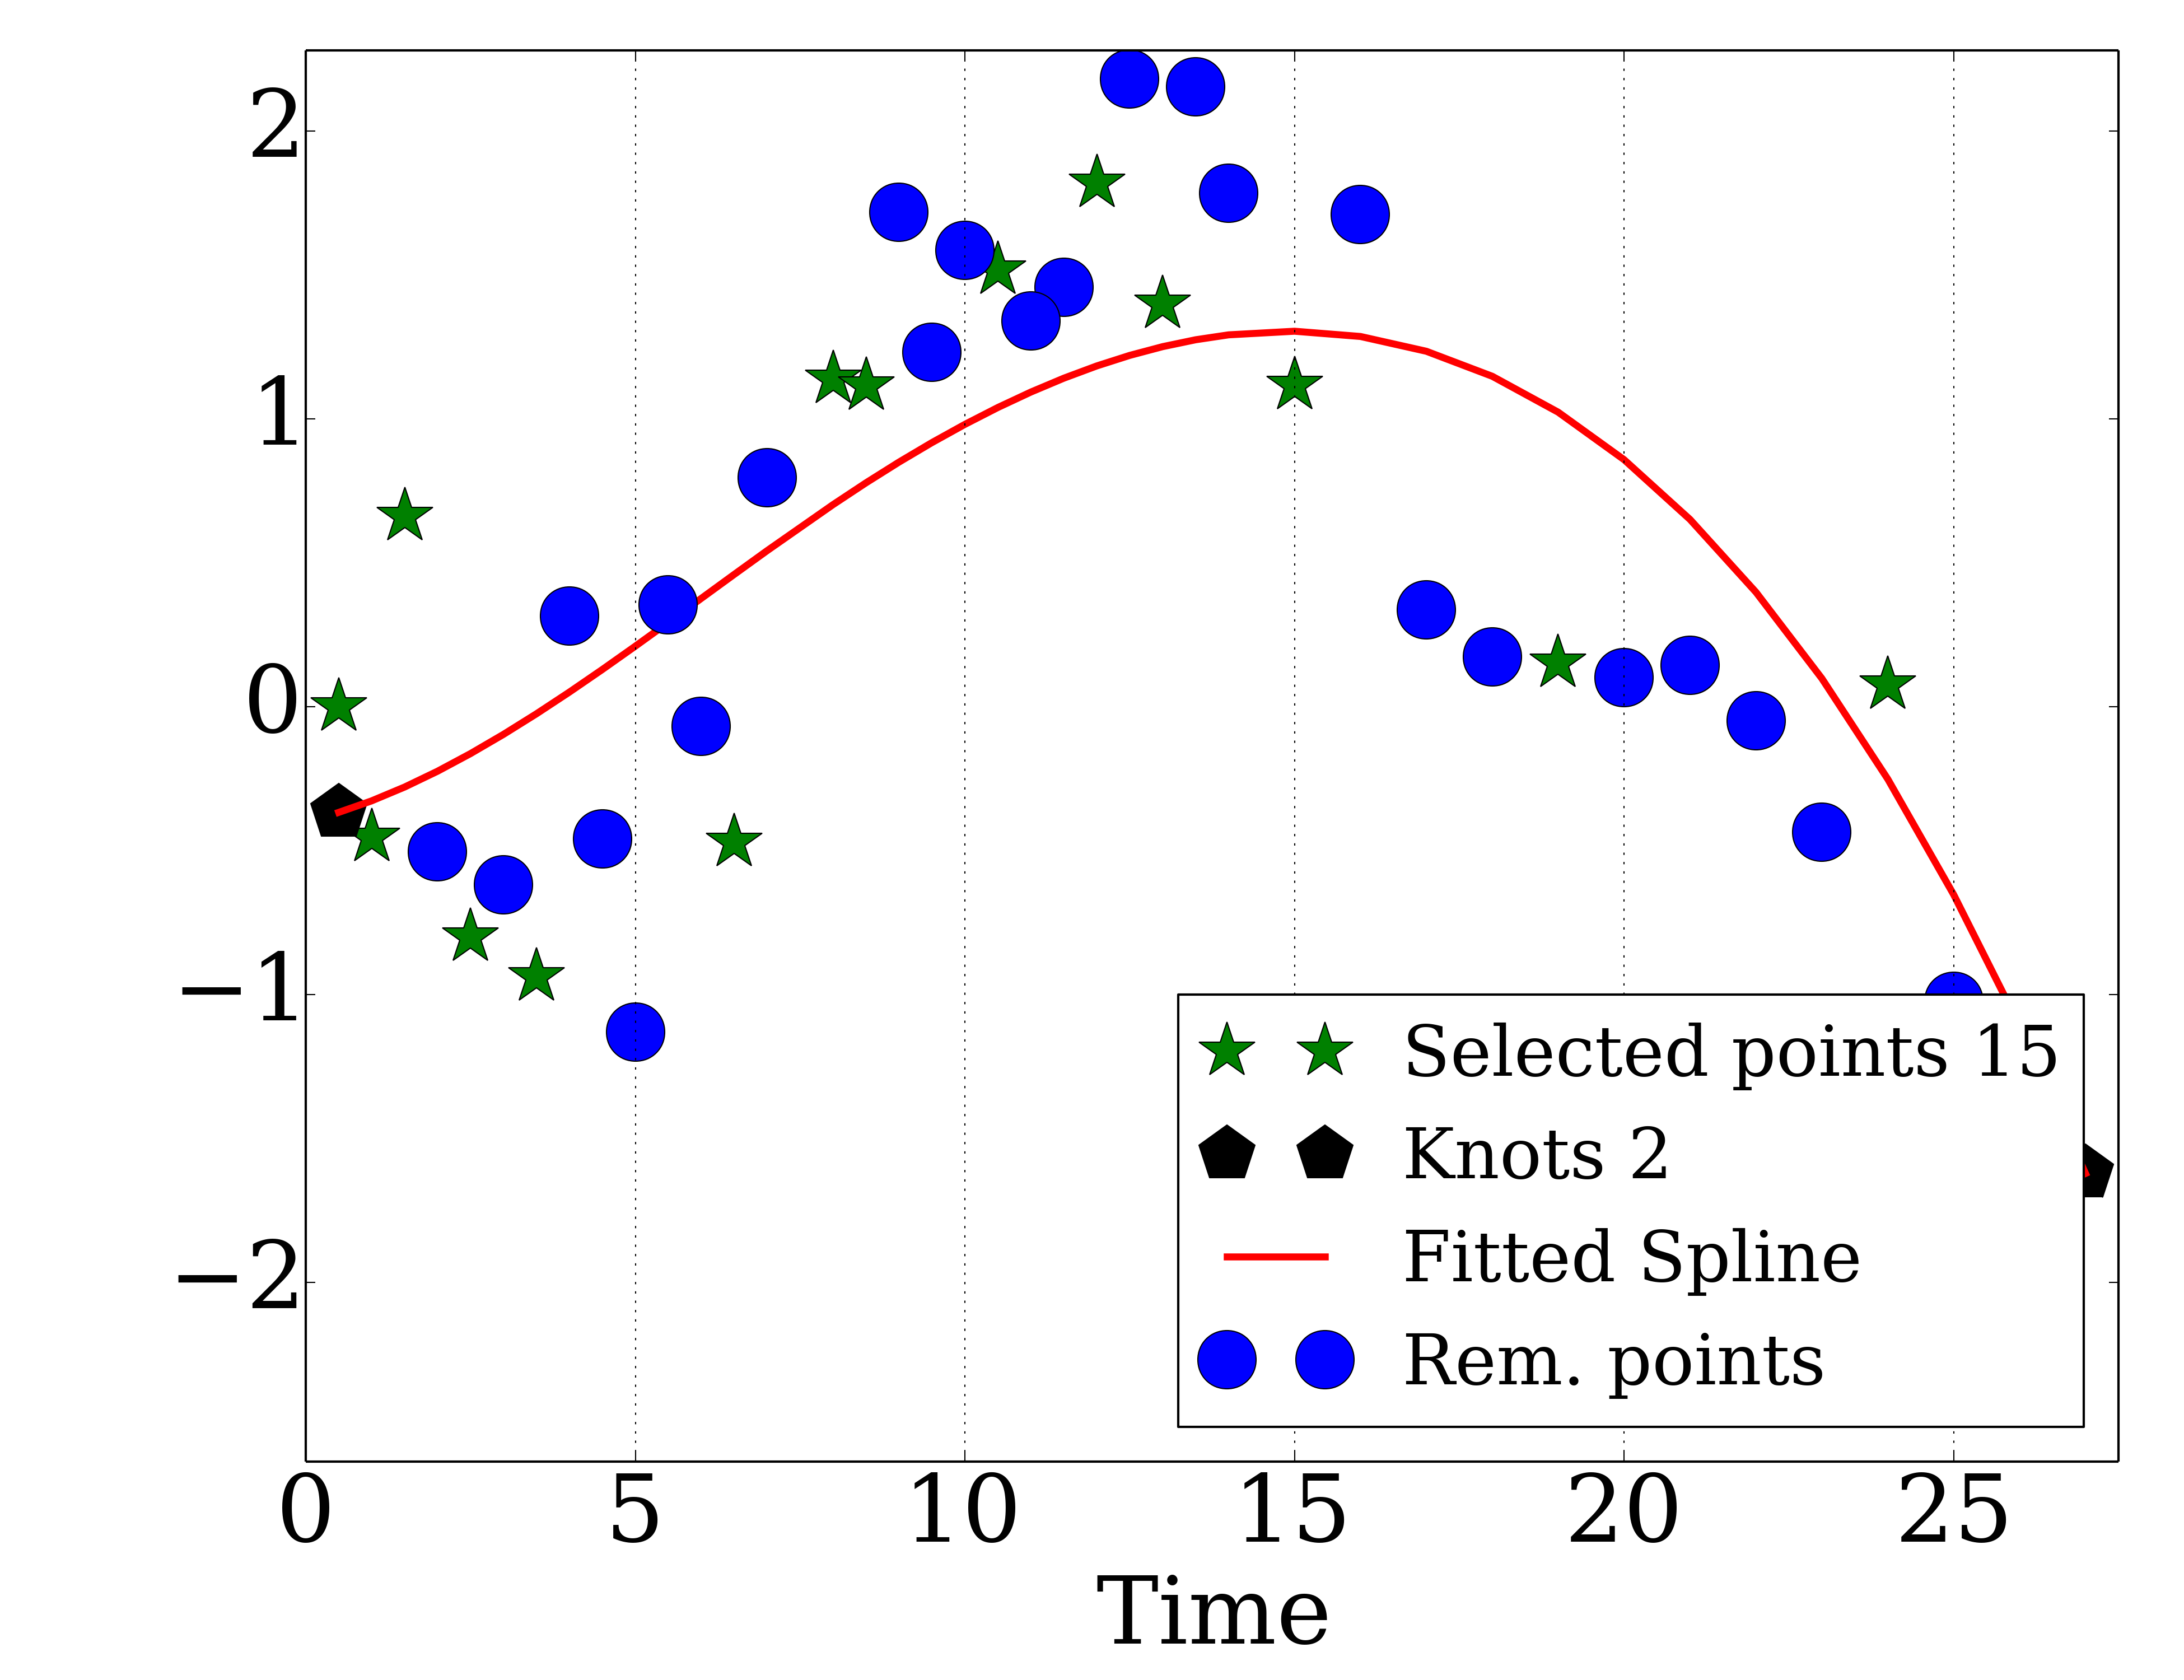 2
1
0
−1
−2
Selected points 15
Knots 2
Fitted Spline
Rem. points
0 5 10 15 20 25
Time